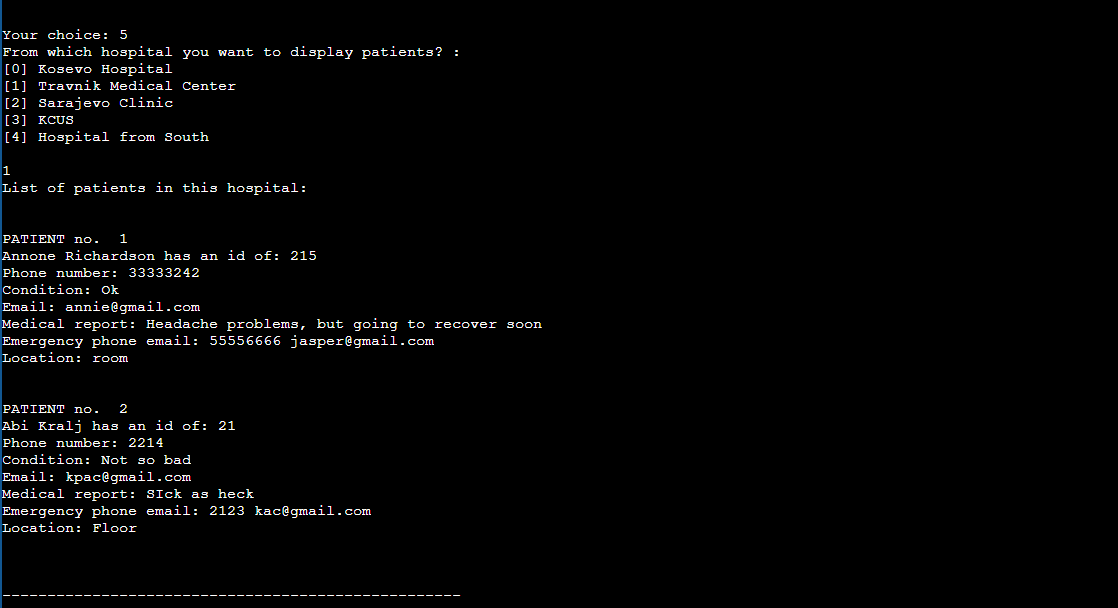 Your choice: 5
From which hospital you want to display patients? :
[0] Kosevo Hospital
[1] Travnik Medical Center
[2] Sarajevo Clinic
[3] KCUS
[4] Hospital from South
1
List of patients in this hospital:
PATIENT no.  1
Annone Richardson has an id of: 215
Phone number: 33333242
Condition: Ok
Email: annie@gmail.com
Medical report: Headache problems, but going to recover soon
Emergency phone email: 55556666 jasper@gmail.com
Location: room
PATIENT no.  2
Abi Kralj has an id of: 21
Phone number: 2214
Condition: Not so bad
Email: kpac@gmail.com
Medical report: SIck as heck
Emergency phone email: 2123 kac@gmail.com
Location: Floor
---------------------------------------------------